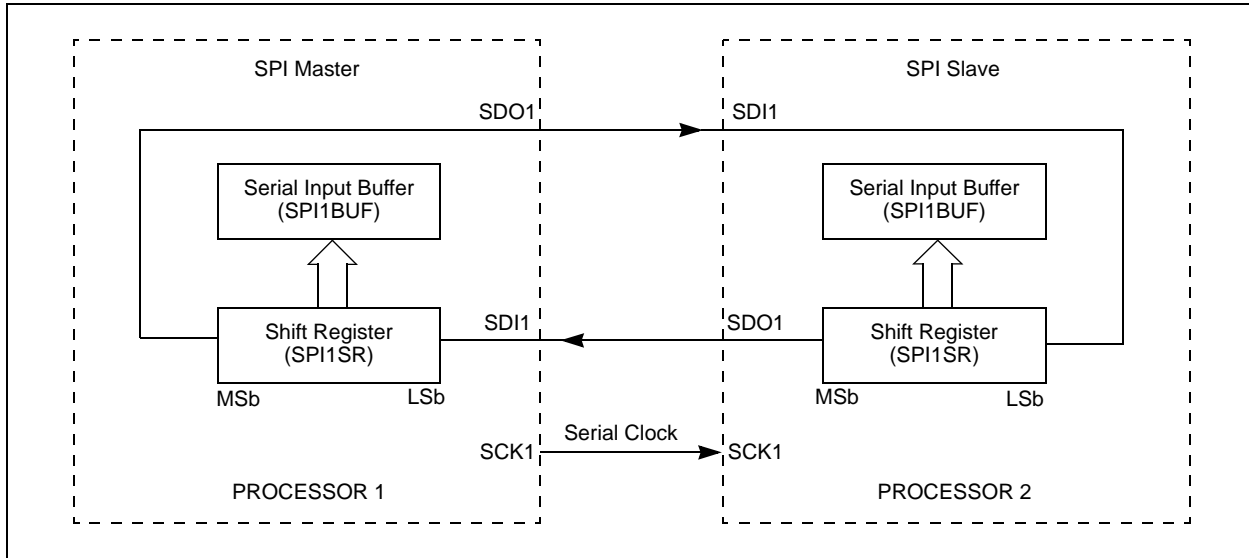 SPI Master
SDO1
Serial Input Buffer
(SPI1BUF)
Shift Register
(SPI1SR)
MSb
LSb
SDI1
SCK1
Serial Clock
PROCESSOR 1
SPI Slave
SDI1
Serial Input Buffer
(SPI1BUF)
SDO1
Shift Register
(SPI1SR)
MSb
LSb
SCK1
PROCESSOR 2